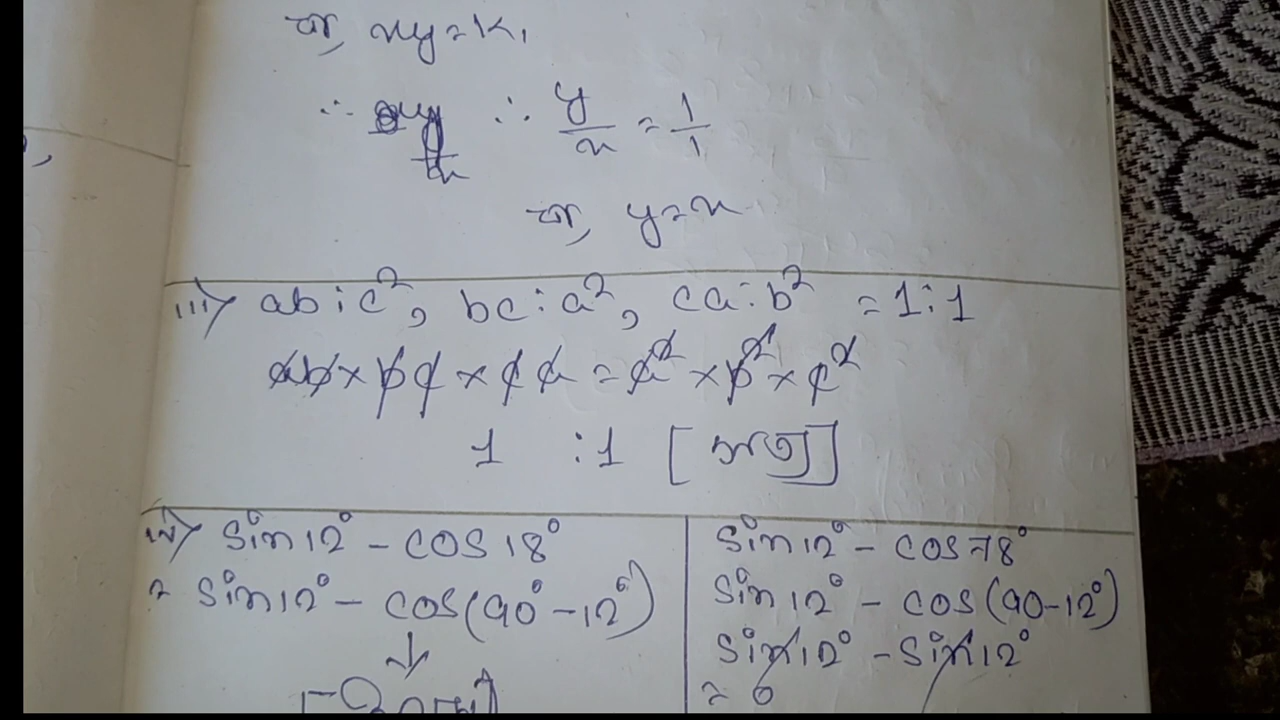 বা, xy = k,
∴ ∴ y/x = 1/1
বা, y = x
iii) ab : c², bc : a², ca : b² = 1 : 1
ab × bc × ca = a² × b² × c²
1 : 1 [সত্য]
iv) sin12° - cos18°
= sin12° - cos(90° - 12°)
↓
sin12° - cos78°
sin12° - cos(90-12°)
sin12° - sin12°
= 0